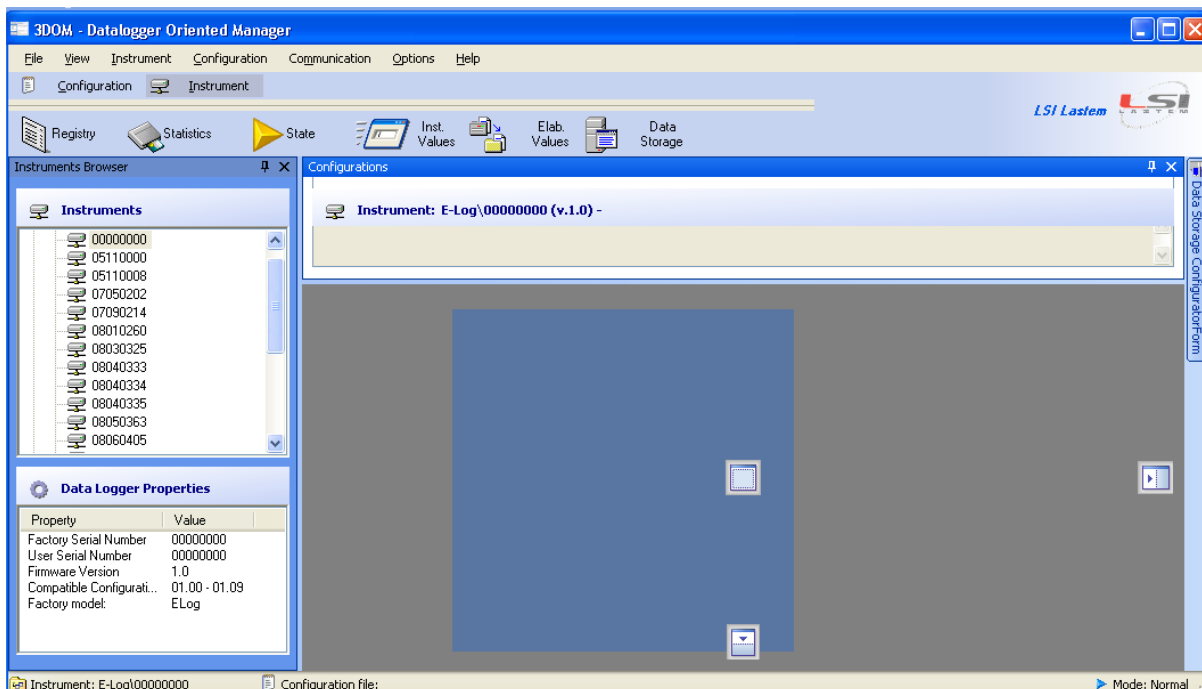 3DOM - Datalogger Oriented Manager
File View Instrument Configuration Communication Options Help
Configuration Instrument
LSI Lastem
LSI
LASTEM
Registry Statistics State Inst. Values Elab. Values Data Storage
Instruments Browser
Configurations
Instruments
Instrument: E-Log\00000000 (v.1.0) -
00000000
05110000
05110008
07050202
07090214
08010260
08030325
08040333
08040334
08040335
08050363
08060405
Data Storage ConfiguratorForm
Data Logger Properties
Property Value
Factory Serial Number 00000000
User Serial Number 00000000
Firmware Version 1.0
Compatible Configurati... 01.00 - 01.09
Factory model: ELog
Instrument: E-Log\00000000 Configuration file: Mode: Normal